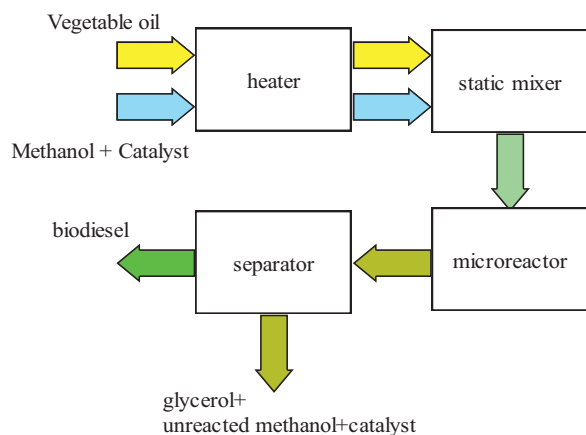 Vegetable oil
heater
static mixer
Methanol + Catalyst
biodiesel
separator
microreactor
glycerol+
unreacted methanol+catalyst